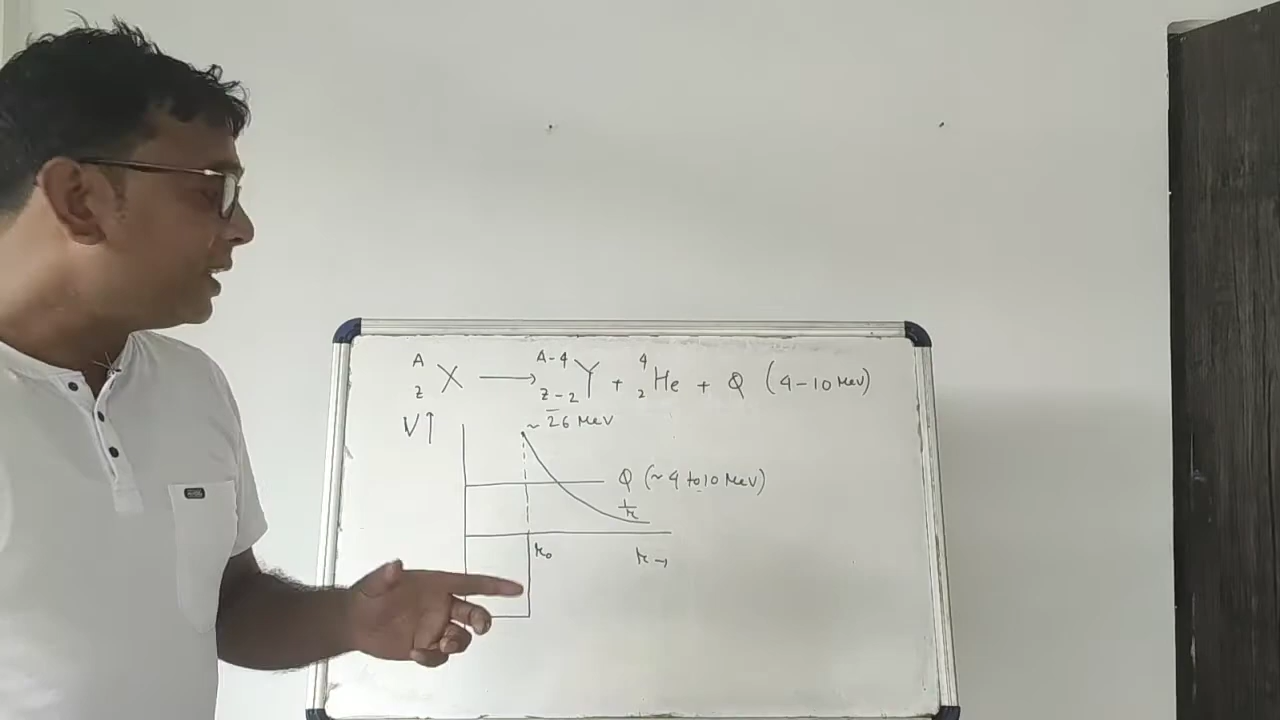 A Z X → A-4 Z-2 Y + 4 2 He + Q (4-10 MeV)
V↑
~ 26 MeV
Q (~ 4 to 10 MeV)
1/r
r₀
r →